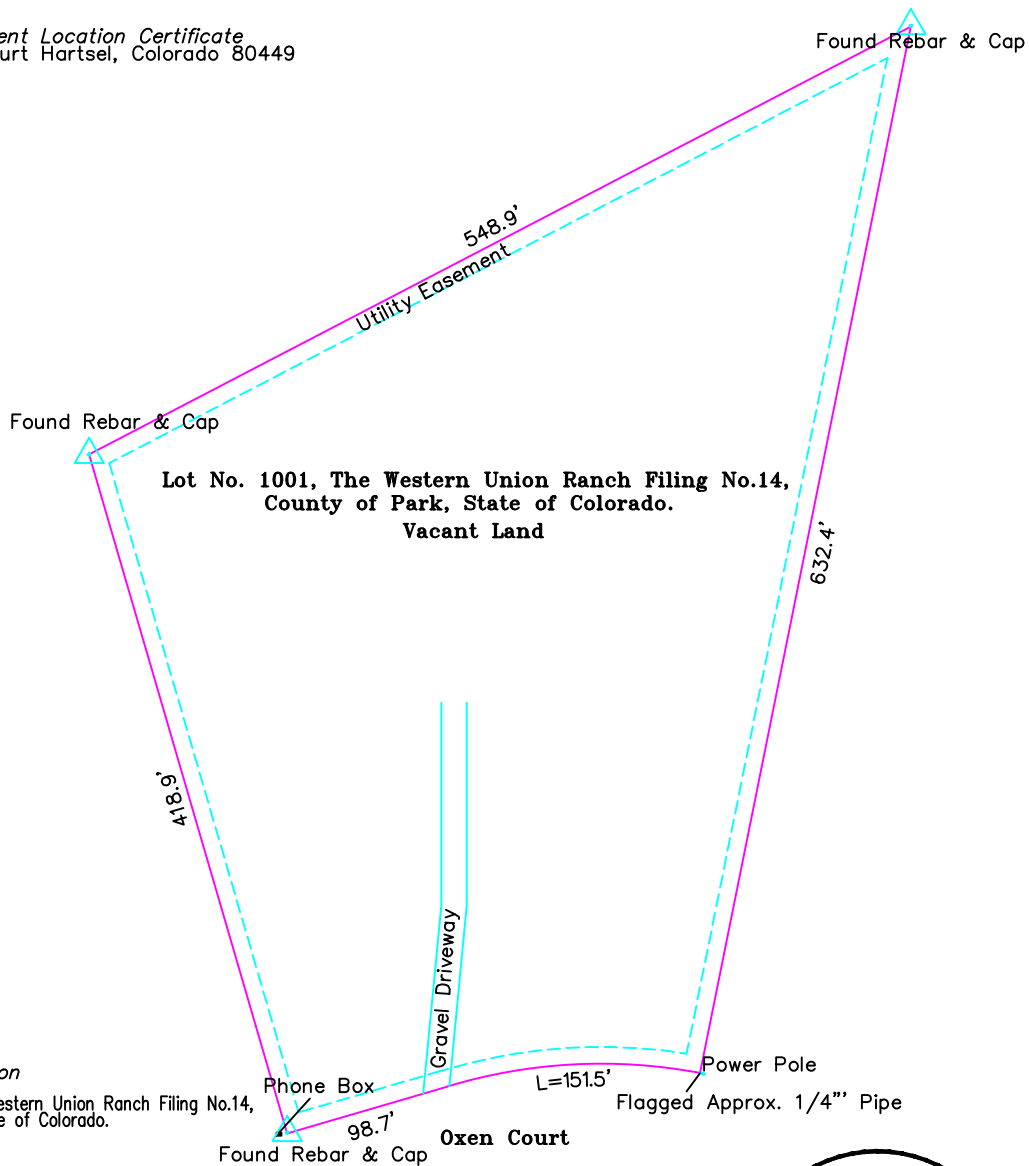 ent Location Certificate
urt Hartsel, Colorado 80449
Found Rebar & Cap
548.9'
Utility Easement
Found Rebar & Cap
Lot No. 1001, The Western Union Ranch Filing No.14,
County of Park, State of Colorado.
Vacant Land
632.4'
418.9'
Gravel Driveway
on
estern Union Ranch Filing No.14,
e of Colorado.
Phone Box
Power Pole
L=151.5'
Flagged Approx. 1/4"' Pipe
98.7'
Oxen Court
Found Rebar & Cap